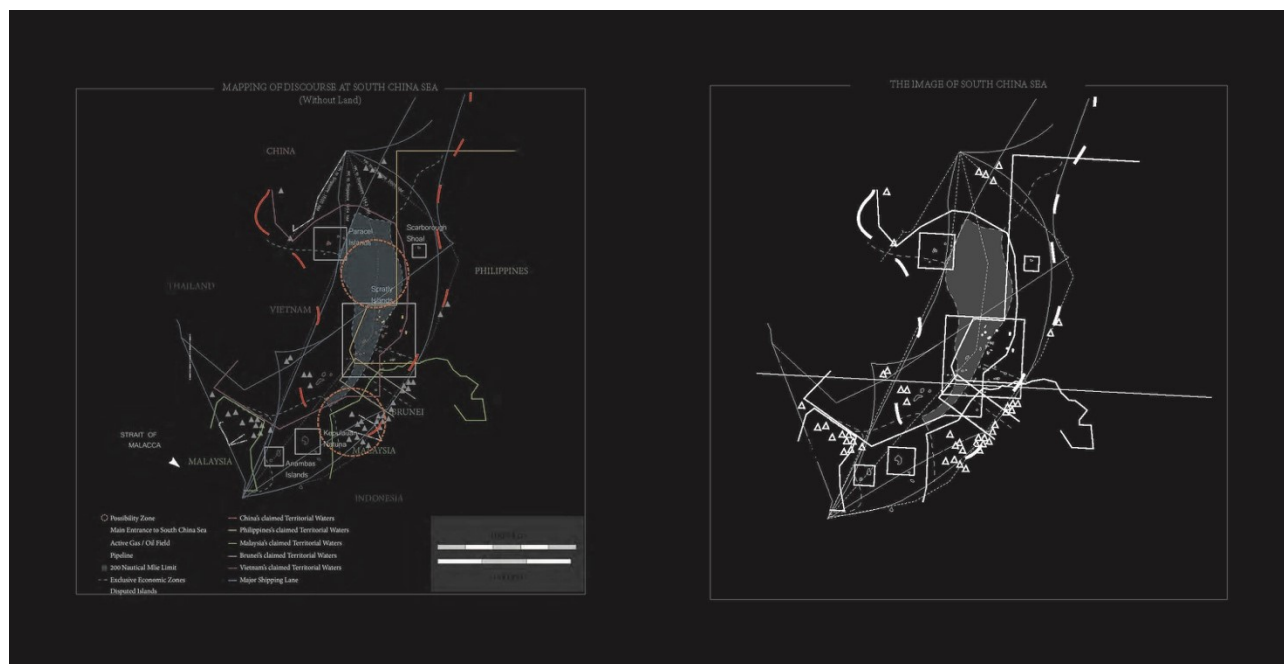 MAPPING OF DISCOURSE AT SOUTH CHINA SEA
(Without Land)
CHINA
Paracel
Islands
Scarborough
Shoal
PHILIPPINES
THAILAND
Spratly
Islands
VIETNAM
BRUNEI
STRAIT OF
MALACCA
Kepulauan
Natuna
MALAYSIA
MALAYSIA
Anambas
Islands
INDONESIA
Possibility Zone
Main Entrance to South China Sea
Active Gas / Oil Field
Pipeline
200 Nautical Mlie Limit
Exclusive Economic Zones
Disputed Islands
China's claimed Territorial Waters
Philippines's claimed Territorial Waters
Malaysia's claimed Territorial Waters
Brunei's claimed Territorial Waters
Vietnam's claimed Territorial Waters
Major Shipping Lane
THE IMAGE OF SOUTH CHINA SEA